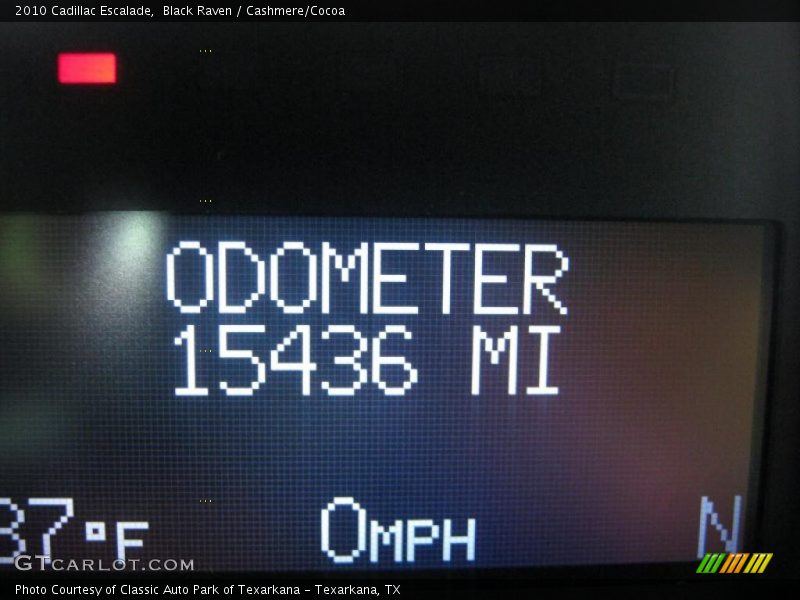 2010 Cadillac Escalade,  Black Raven / Cashmere/Cocoa
ODOMETER
15436 MI
37°F 0MPH N
GTCARLOT.COM
Photo Courtesy of Classic Auto Park of Texarkana - Texarkana, TX